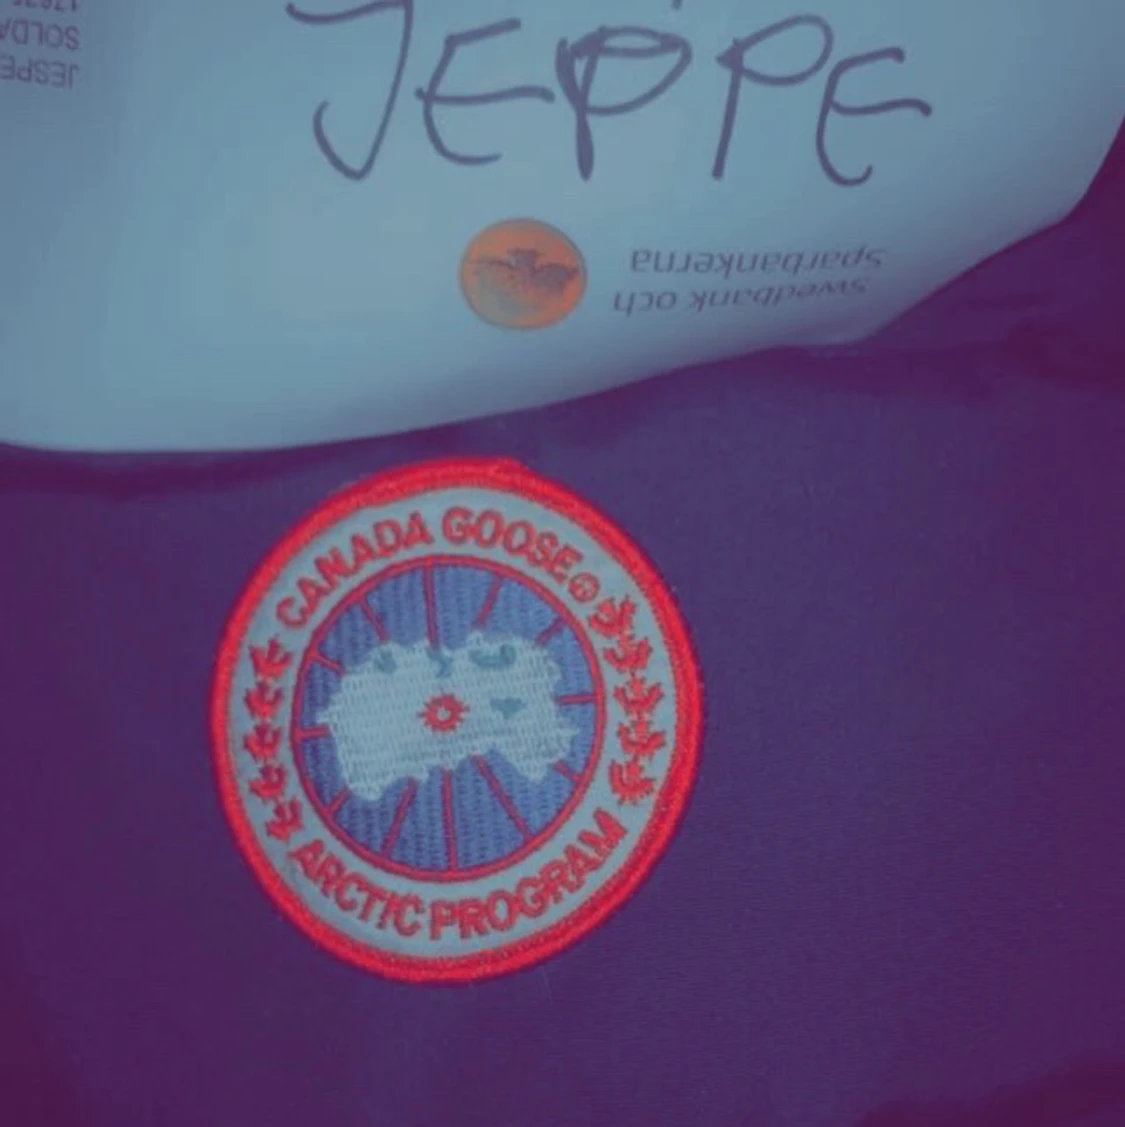 JEPPE
swedbank och
Sparbankerna
CANADA GOOSE
ARCTIC PROGRAM